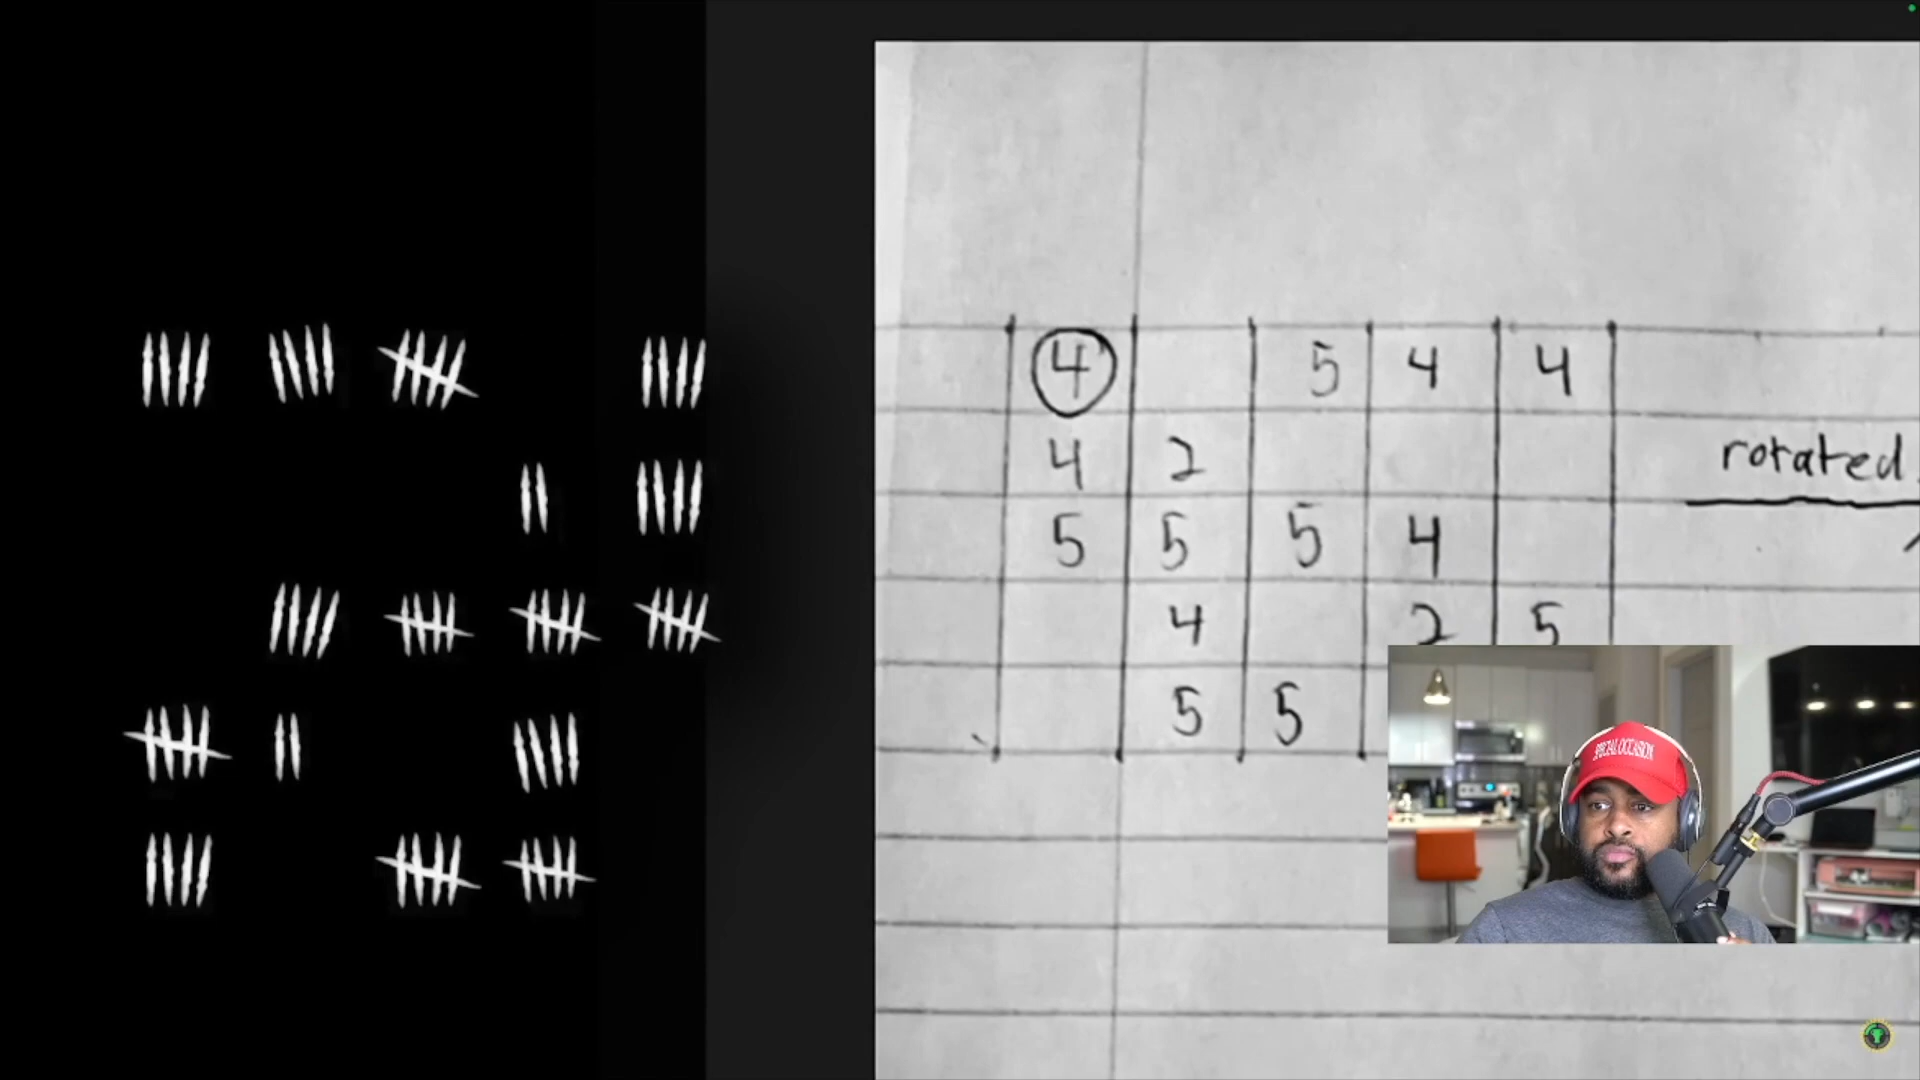 4 5 4 4
4 2
rotated
5 5 5 4
4 2 5
5 5
SPECIAL OCCASION